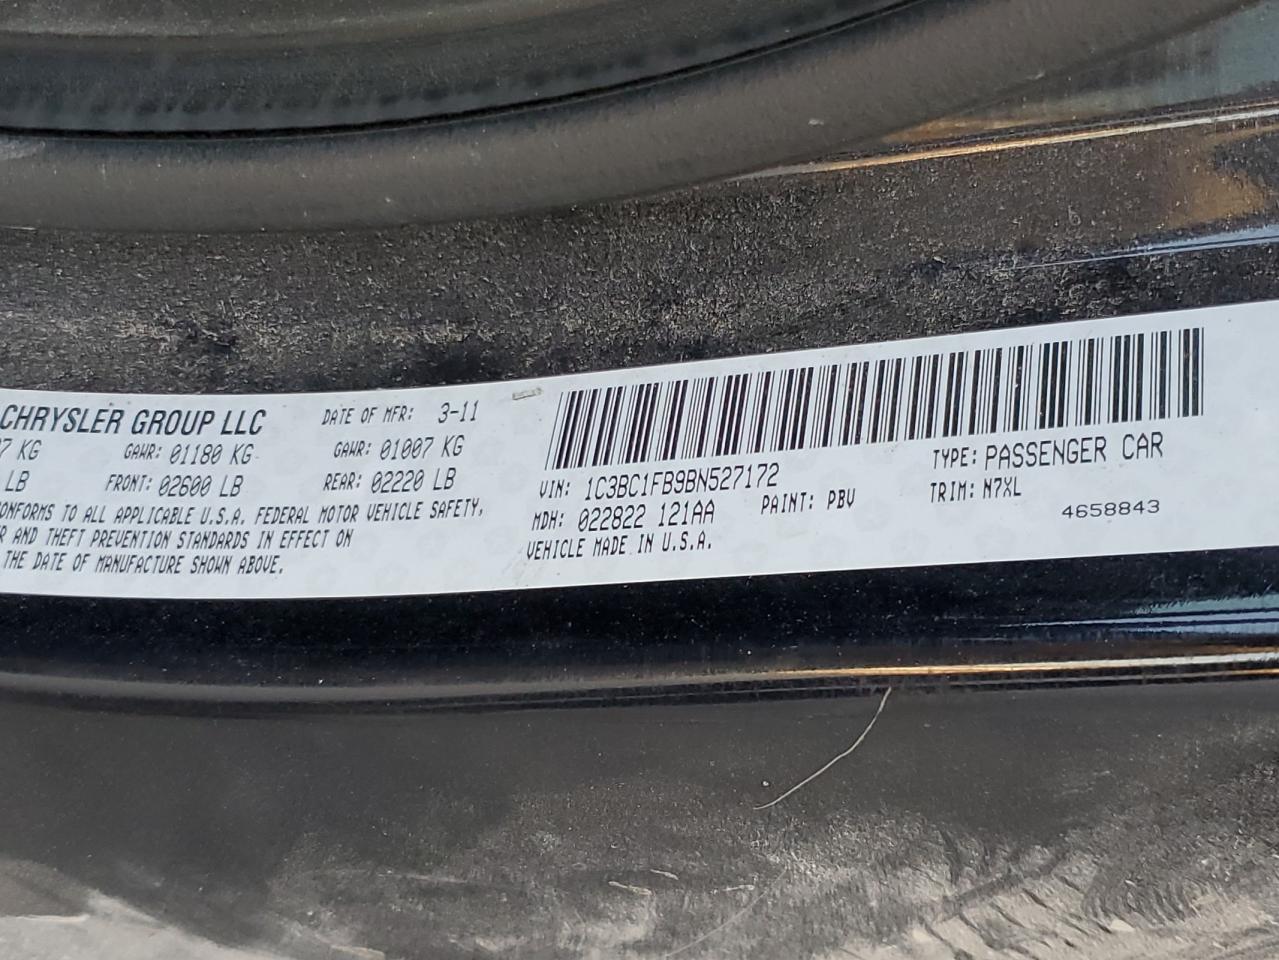 CHRYSLER GROUP LLC DATE OF MFR: 3-11
7 KG GAWR: 01180 KG GAWR: 01007 KG
LB FRONT: 02600 LB REAR: 02220 LB
CONFORMS TO ALL APPLICABLE U.S.A. FEDERAL MOTOR VEHICLE SAFETY,
R AND THEFT PREVENTION STANDARDS IN EFFECT ON
THE DATE OF MANUFACTURE SHOWN ABOVE.
VIN: 1C3BC1FB9BN527172 TYPE: PASSENGER CAR
MDH: 022822 121AA PAINT: PBV TRIM: N7XL
VEHICLE MADE IN U.S.A. 4658843